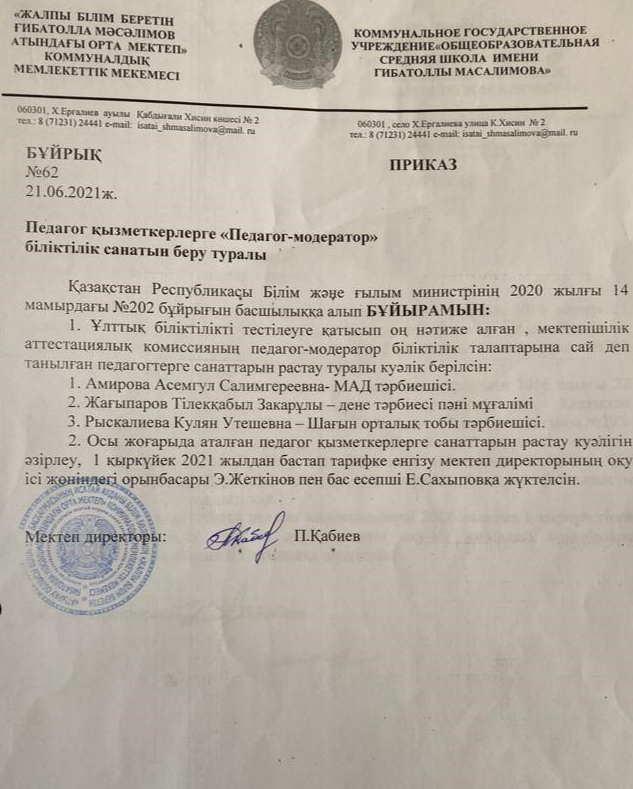 «ЖАЛПЫ БІЛІМ БЕРЕТІН
ҒИБАТОЛЛА МӘСӘЛІМОВ
АТЫНДАҒЫ ОРТА МЕКТЕП»
КОММУНАЛДЫҚ
МЕМЛЕКЕТТІК МЕКЕМЕСІ
КОММУНАЛЬНОЕ ГОСУДАРСТВЕННОЕ
УЧРЕЖДЕНИЕ«ОБЩЕОБРАЗОВАТЕЛЬНАЯ
СРЕДНЯЯ ШКОЛА ИМЕНИ
ГИБАТОЛЛЫ МАСАЛИМОВА»
060301, Х.Ергалиев ауылы Қабдығали Хисин көшесі № 2
тел.: 8 (71231) 24441 e-mail: isatai_shmasalimova@mail. ru
060301 , село Х.Ергалиева улица К.Хисин № 2
тел.: 8 (71231) 24441 e-mail: isatai_shmasalimova@mail. ru
БҰЙРЫҚ
ПРИКАЗ
№62
21.06.2021ж.
Педагог қызметкерлерге «Педагог-модератор»
біліктілік санатын беру туралы
Қазақстан Республикасы Білім және ғылым министрінің 2020 жылғы 14
мамырдағы №202 бұйрығын басшылыққа алып БҰЙЫРАМЫН:
1. Ұлттық біліктілікті тестілеуге қатысып оң нәтиже алған , мектепішілік
аттестациялық комиссияның педагог-модератор біліктілік талаптарына сай деп
танылған педагогтерге санаттарын растау туралы куәлік берілсін:
1. Амирова Асемгул Салимгереевна- МАД тәрбиешісі.
2. Жағыпаров Тілекқабыл Закарұлы – дене тәрбиесі пәні мұғалімі
3. Рыскалиева Кулян Утешевна – Шағын орталық тобы тәрбиешісі.
2. Осы жоғарыда аталған педагог қызметкерлерге санаттарын растау куәлігін
әзірлеу, 1 қыркүйек 2021 жылдан бастап тарифке енгізу мектеп директорының оқу
ісі жөніндегі орынбасары Э.Жеткінов пен бас есепші Е.Сахыповқа жүктелсін.
Мектеп директоры: П.Қабиев